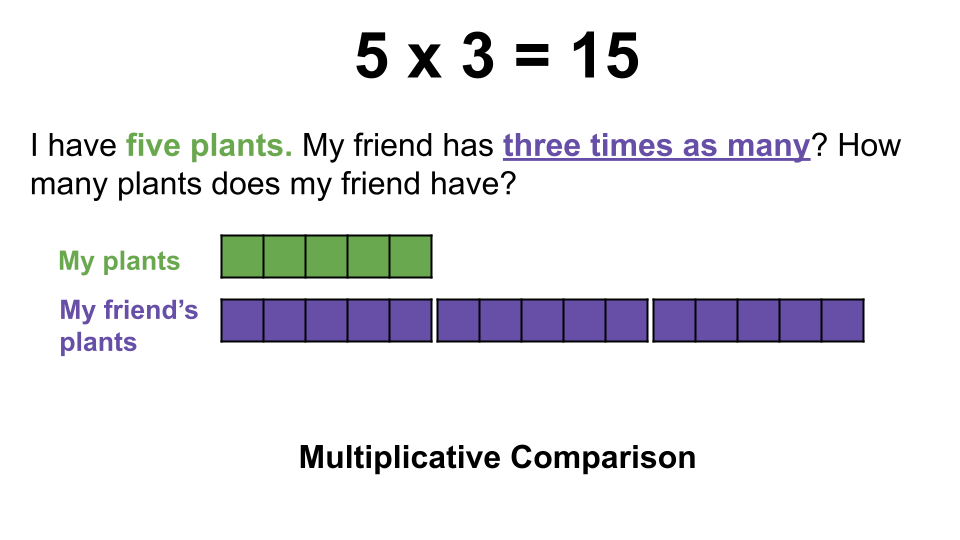 5 x 3 = 15
I have five plants. My friend has three times as many? How
many plants does my friend have?
My plants
My friend’s
plants
Multiplicative Comparison